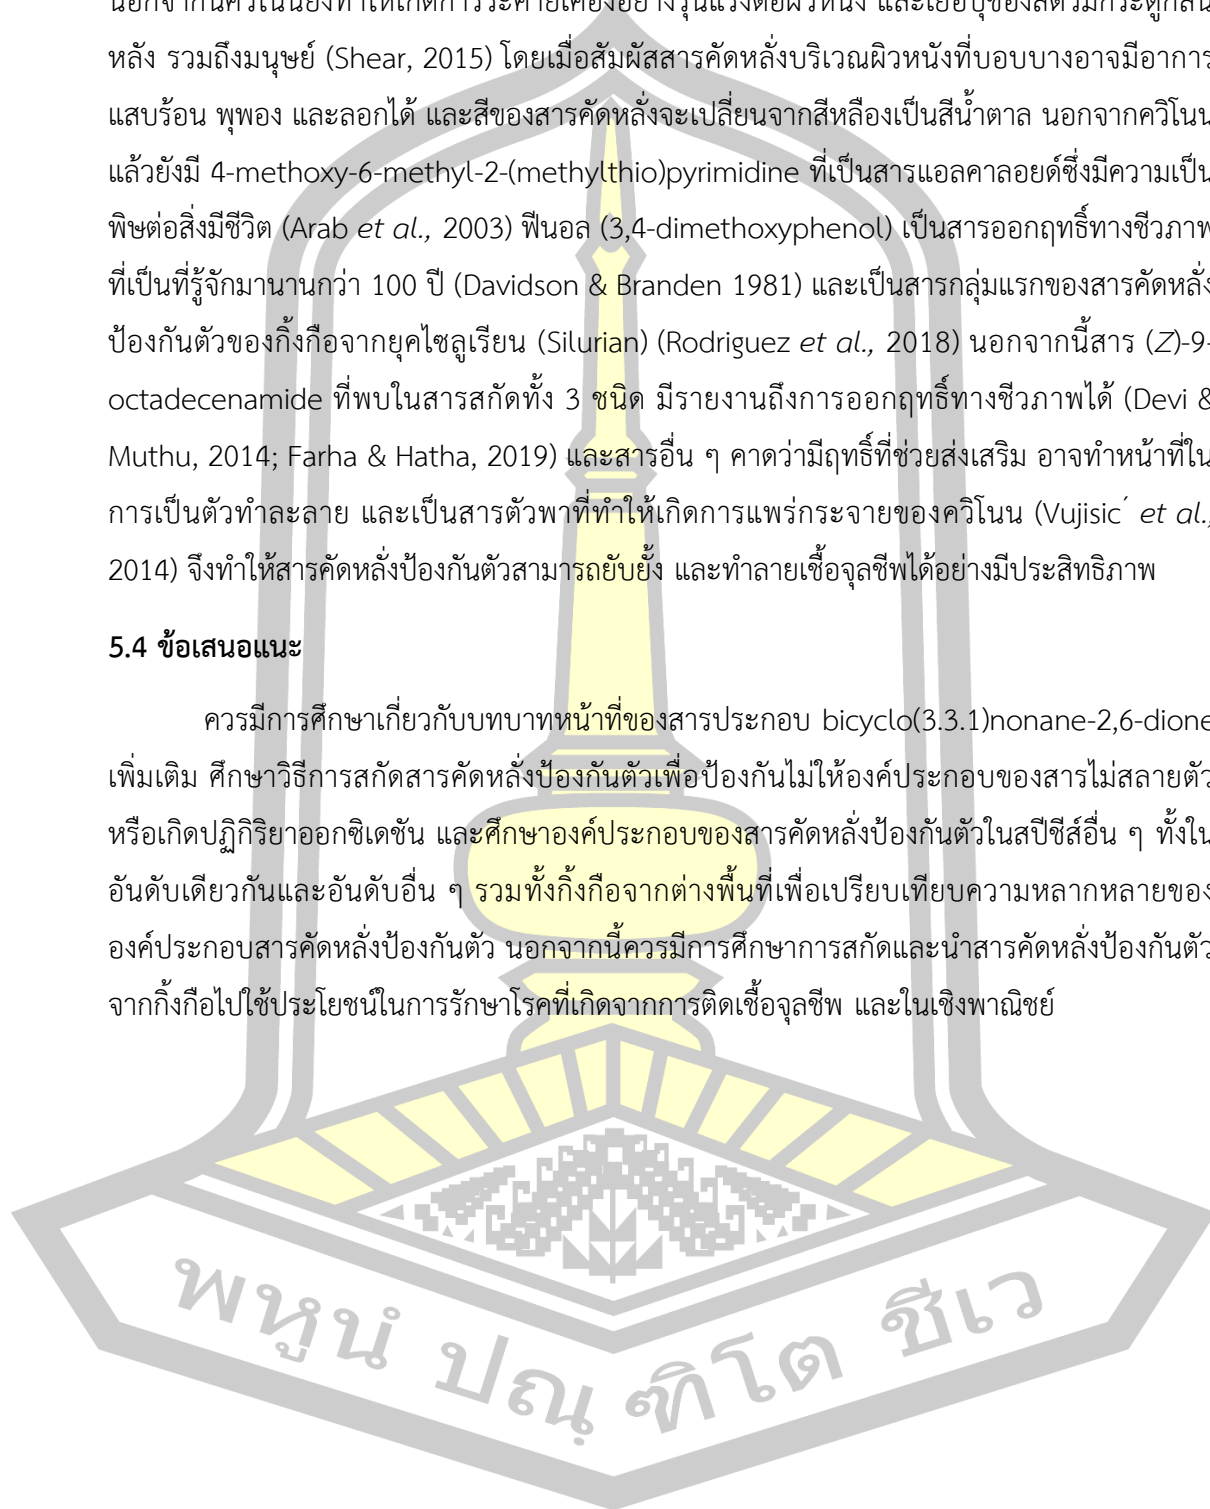 นอกจากนี้ควิโนนยังทำให้เกิดการระคายเคืองอย่างรุนแรงต่อผิวหนัง และเยื่อบุของสัตว์มีกระดูกสัน
หลัง รวมถึงมนุษย์ (Shear, 2015) โดยเมื่อสัมผัสสารคัดหลั่งบริเวณผิวหนังที่บอบบางอาจมีอาการ
แสบร้อน พุพอง และลอกได้ และสีของสารคัดหลั่งจะเปลี่ยนจากสีหลืองเป็นสีน้ำตาล นอกจากควิโนน
แล้วยังมี 4-methoxy-6-methyl-2-(methylthio)pyrimidine ที่เป็นสารแอลคาลอยด์ซึ่งมีความเป็น
พิษต่อสิ่งมีชีวิต (Arab et al., 2003) ฟีนอล (3,4-dimethoxyphenol) เป็นสารออกฤทธิ์ทางชีวภาพ
ที่เป็นที่รู้จักมานานกว่า 100 ปี (Davidson & Branden 1981) และเป็นสารกลุ่มแรกของสารคัดหลั่ง
ป้องกันตัวของกิ้งกือจากยุคไซลูเรียน (Silurian) (Rodriguez et al., 2018) นอกจากนี้สาร (Z)-9-
octadecenamide ที่พบในสารสกัดทั้ง 3 ชนิด มีรายงานถึงการออกฤทธิ์ทางชีวภาพได้ (Devi &
Muthu, 2014; Farha & Hatha, 2019) และสารอื่น ๆ คาดว่ามีฤทธิ์ที่ช่วยส่งเสริม อาจทำหน้าที่ใน
การเป็นตัวทำละลาย และเป็นสารตัวพาที่ทำให้เกิดการแพร่กระจายของควิโนน (Vujisic´ et al.,
2014) จึงทำให้สารคัดหลั่งป้องกันตัวสามารถยับยั้ง และทำลายเชื้อจุลชีพได้อย่างมีประสิทธิภาพ
5.4 ข้อเสนอแนะ
ควรมีการศึกษาเกี่ยวกับบทบาทหน้าที่ของสารประกอบ bicyclo(3.3.1)nonane-2,6-dione
เพิ่มเติม ศึกษาวิธีการสกัดสารคัดหลั่งป้องกันตัวเพื่อป้องกันไม่ให้องค์ประกอบของสารไม่สลายตัว
หรือเกิดปฏิกิริยาออกซิเดชัน และศึกษาองค์ประกอบของสารคัดหลั่งป้องกันตัวในสปีชีส์อื่น ๆ ทั้งใน
อันดับเดียวกันและอันดับอื่น ๆ รวมทั้งกิ้งกือจากต่างพื้นที่เพื่อเปรียบเทียบความหลากหลายของ
องค์ประกอบสารคัดหลั่งป้องกันตัว นอกจากนี้ควรมีการศึกษาการสกัดและนำสารคัดหลั่งป้องกันตัว
จากกิ้งกือไปใช้ประโยชน์ในการรักษาโรคที่เกิดจากการติดเชื้อจุลชีพ และในเชิงพาณิชย์
พหูนํ ปณฺฑิโต ชีเว